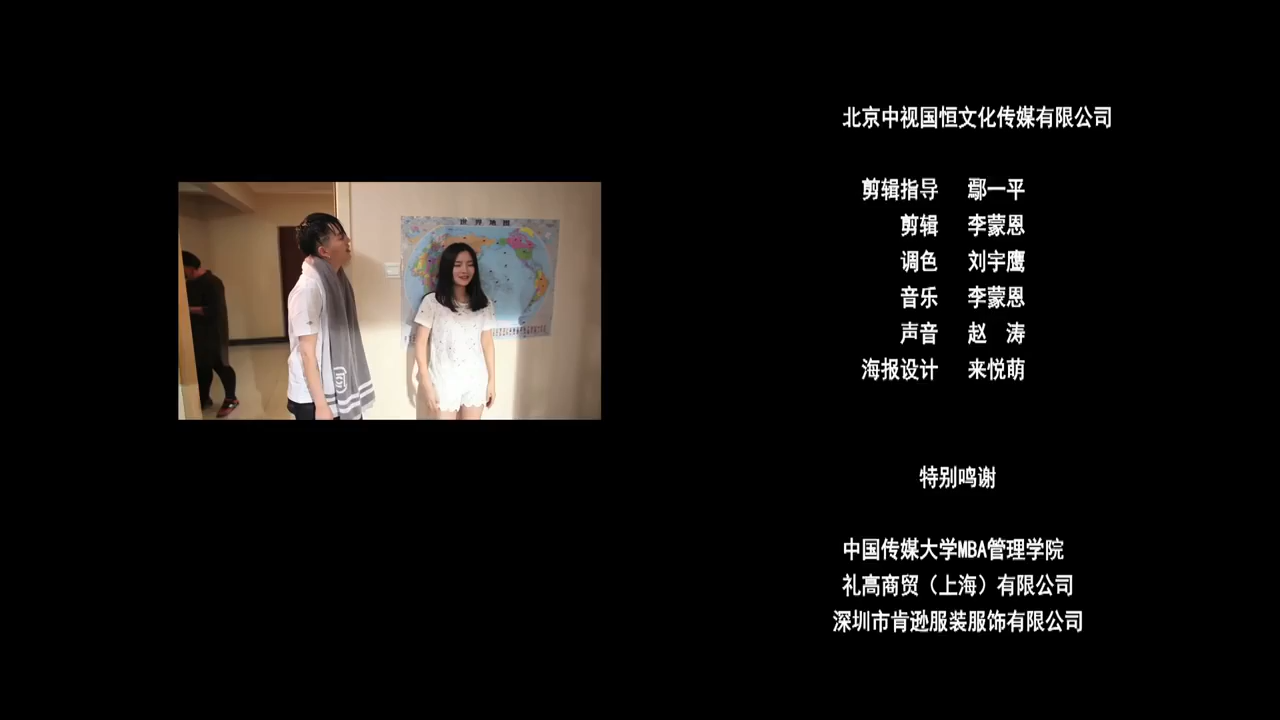 北京中视国恒文化传媒有限公司
剪辑指导 鄢一平
剪辑 李蒙恩
调色 刘宇鹰
音乐 李蒙恩
声音 赵 涛
海报设计 来悦萌
特别鸣谢
中国传媒大学MBA管理学院
礼高商贸（上海）有限公司
深圳市肯逊服装服饰有限公司
世界地图